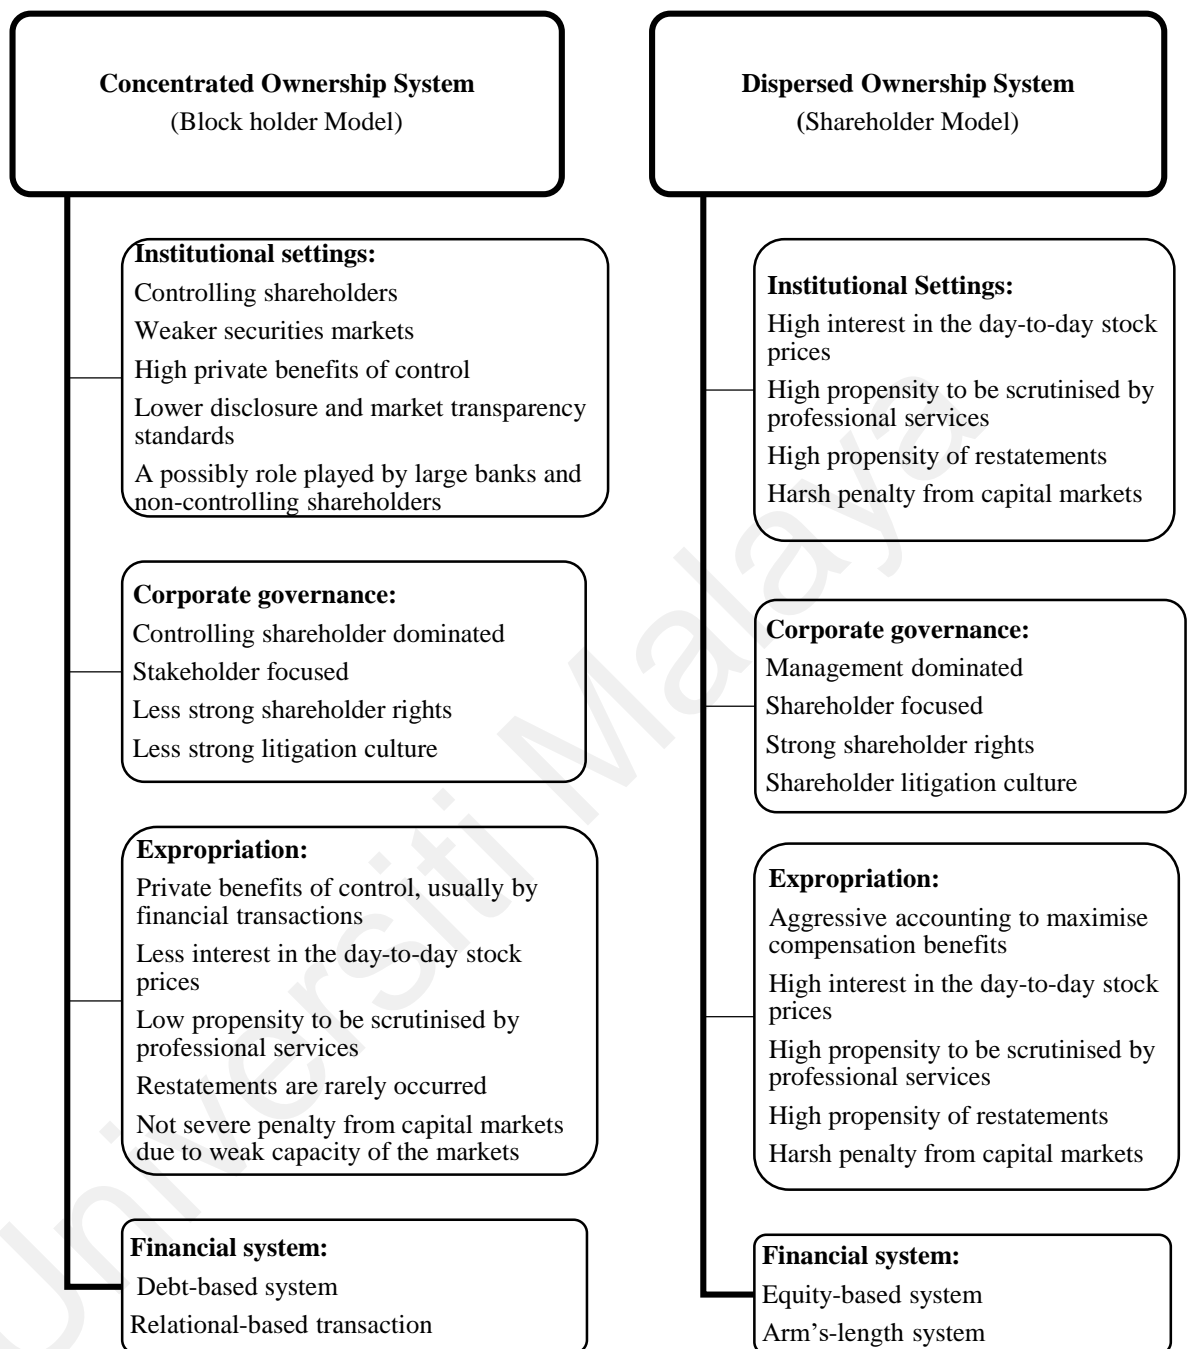 Concentrated Ownership System
(Block holder Model)
Institutional settings:
Controlling shareholders
Weaker securities markets
High private benefits of control
Lower disclosure and market transparency
standards
A possibly role played by large banks and
non-controlling shareholders
Corporate governance:
Controlling shareholder dominated
Stakeholder focused
Less strong shareholder rights
Less strong litigation culture
Expropriation:
Private benefits of control, usually by
financial transactions
Less interest in the day-to-day stock
prices
Low propensity to be scrutinised by
professional services
Restatements are rarely occurred
Not severe penalty from capital markets
due to weak capacity of the markets
Financial system:
Debt-based system
Relational-based transaction
Dispersed Ownership System
(Shareholder Model)
Institutional Settings:
High interest in the day-to-day stock
prices
High propensity to be scrutinised by
professional services
High propensity of restatements
Harsh penalty from capital markets
Corporate governance:
Management dominated
Shareholder focused
Strong shareholder rights
Shareholder litigation culture
Expropriation:
Aggressive accounting to maximise
compensation benefits
High interest in the day-to-day stock
prices
High propensity to be scrutinised by
professional services
High propensity of restatements
Harsh penalty from capital markets
Financial system:
Equity-based system
Arm's-length system
Universiti Malaya